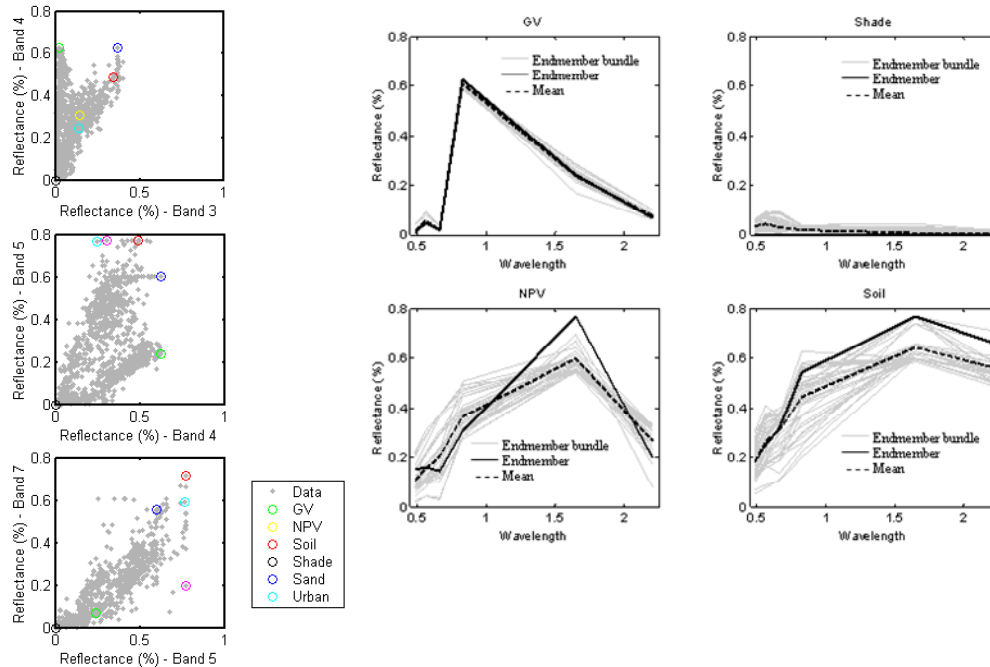 0.8
0.6
0.4
0.2
0
0 0.5 1
Reflectance (%) - Band 4
Reflectance (%) - Band 3
0.8
0.6
0.4
0.2
0
0 0.5 1
Reflectance (%) - Band 5
Reflectance (%) - Band 4
0.8
0.6
0.4
0.2
0
0 0.5 1
Reflectance (%) - Band 7
Reflectance (%) - Band 5
Data
GV
NPV
Soil
Shade
Sand
Urban
GV
0.8
0.6
0.4
0.2
0
0.5 1 1.5 2
Reflectance (%)
Wavelength
Endmember bundle
Endmember
Mean
Shade
0.8
0.6
0.4
0.2
0
0.5 1 1.5 2
Reflectance (%)
Wavelength
Endmember bundle
Endmember
Mean
NPV
0.8
0.6
0.4
0.2
0
0.5 1 1.5 2
Reflectance (%)
Wavelength
Endmember bundle
Endmember
Mean
Soil
0.8
0.6
0.4
0.2
0
0.5 1 1.5 2
Reflectance (%)
Wavelength
Endmember bundle
Endmember
Mean